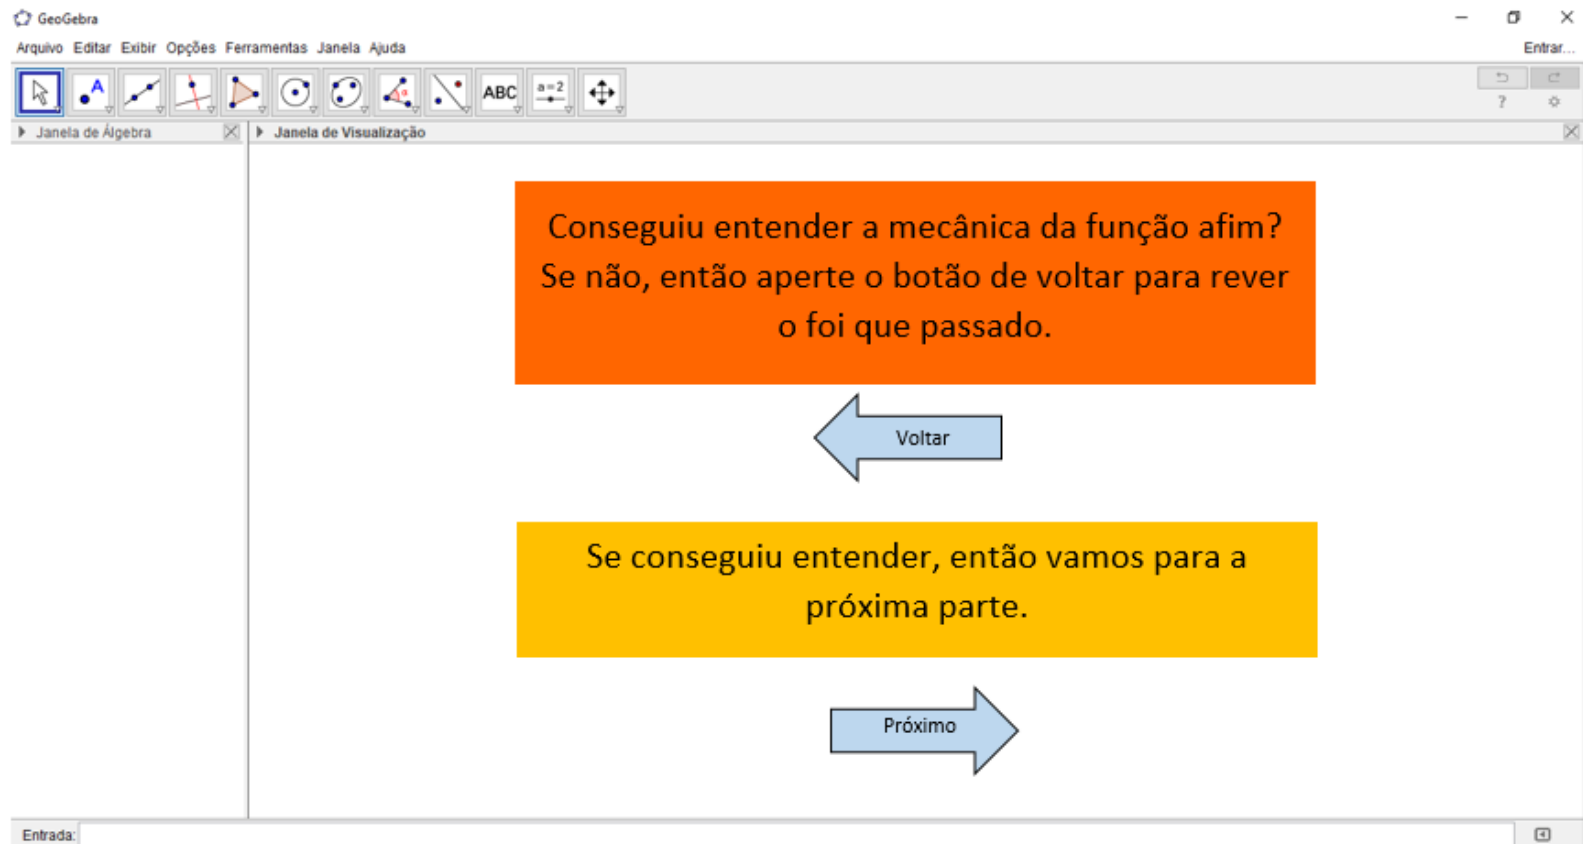 GeoGebra
Arquivo Editar Exibir Opções Ferramentas Janela Ajuda
Entrar...
A
α
ABC
a=2
?
Janela de Álgebra
Janela de Visualização
Conseguiu entender a mecânica da função afim?
Se não, então aperte o botão de voltar para rever
o foi que passado.
Voltar
Se conseguiu entender, então vamos para a
próxima parte.
Próximo
Entrada: